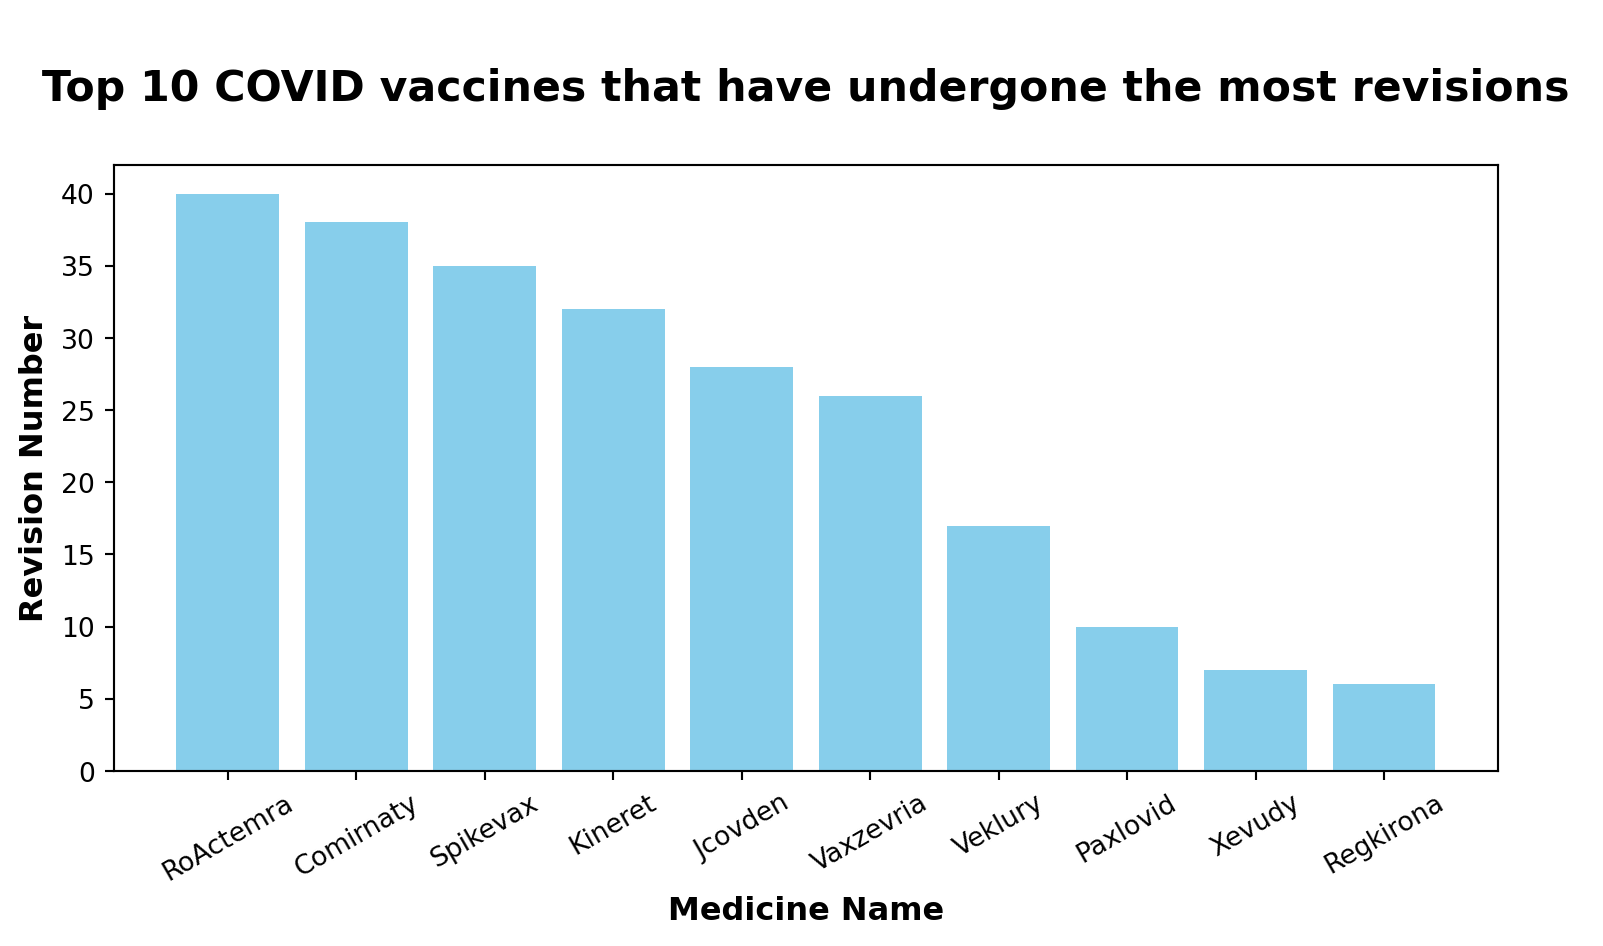 Top 10 COVID vaccines that have undergone the most revisions
Revision Number
40
35
30
25
20
15
10
5
0
RoActemra
Comirnaty
Spikevax
Kineret
Jcovden
Vaxzevria
Veklury
Paxlovid
Xevudy
Regkirona
Medicine Name